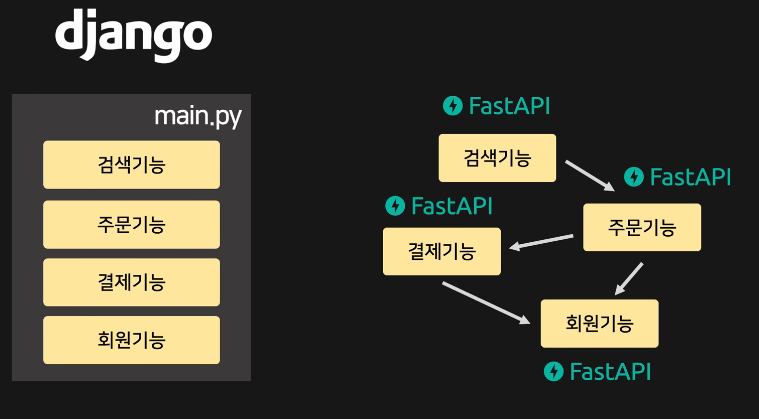 django
main.py
검색기능
주문기능
결제기능
회원기능
FastAPI
검색기능
FastAPI
주문기능
FastAPI
결제기능
회원기능
FastAPI